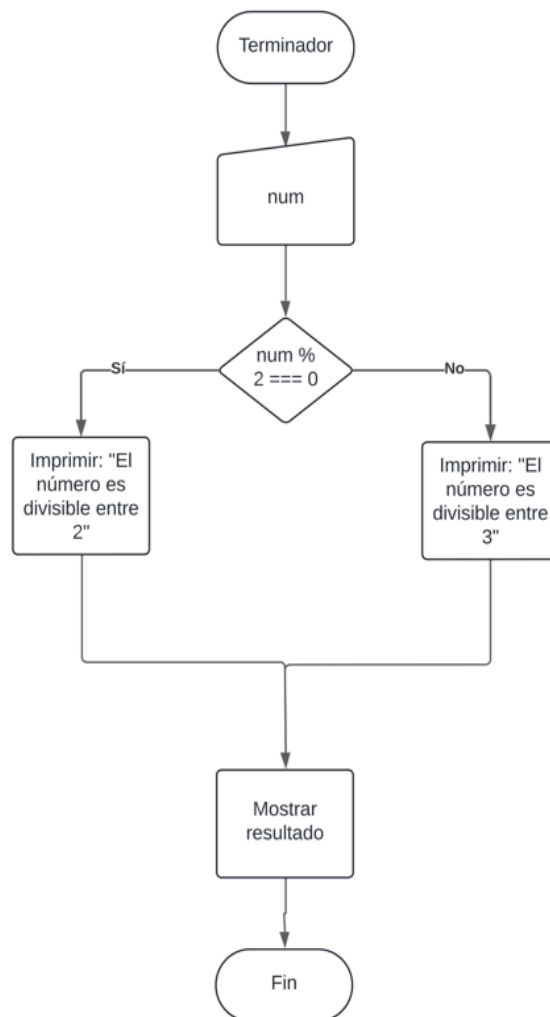 Terminador
num
num %
2 === 0
Sí
No
Imprimir: "El
número es
divisible entre
2"
Imprimir: "El
número es
divisible entre
3"
Mostrar
resultado
Fin